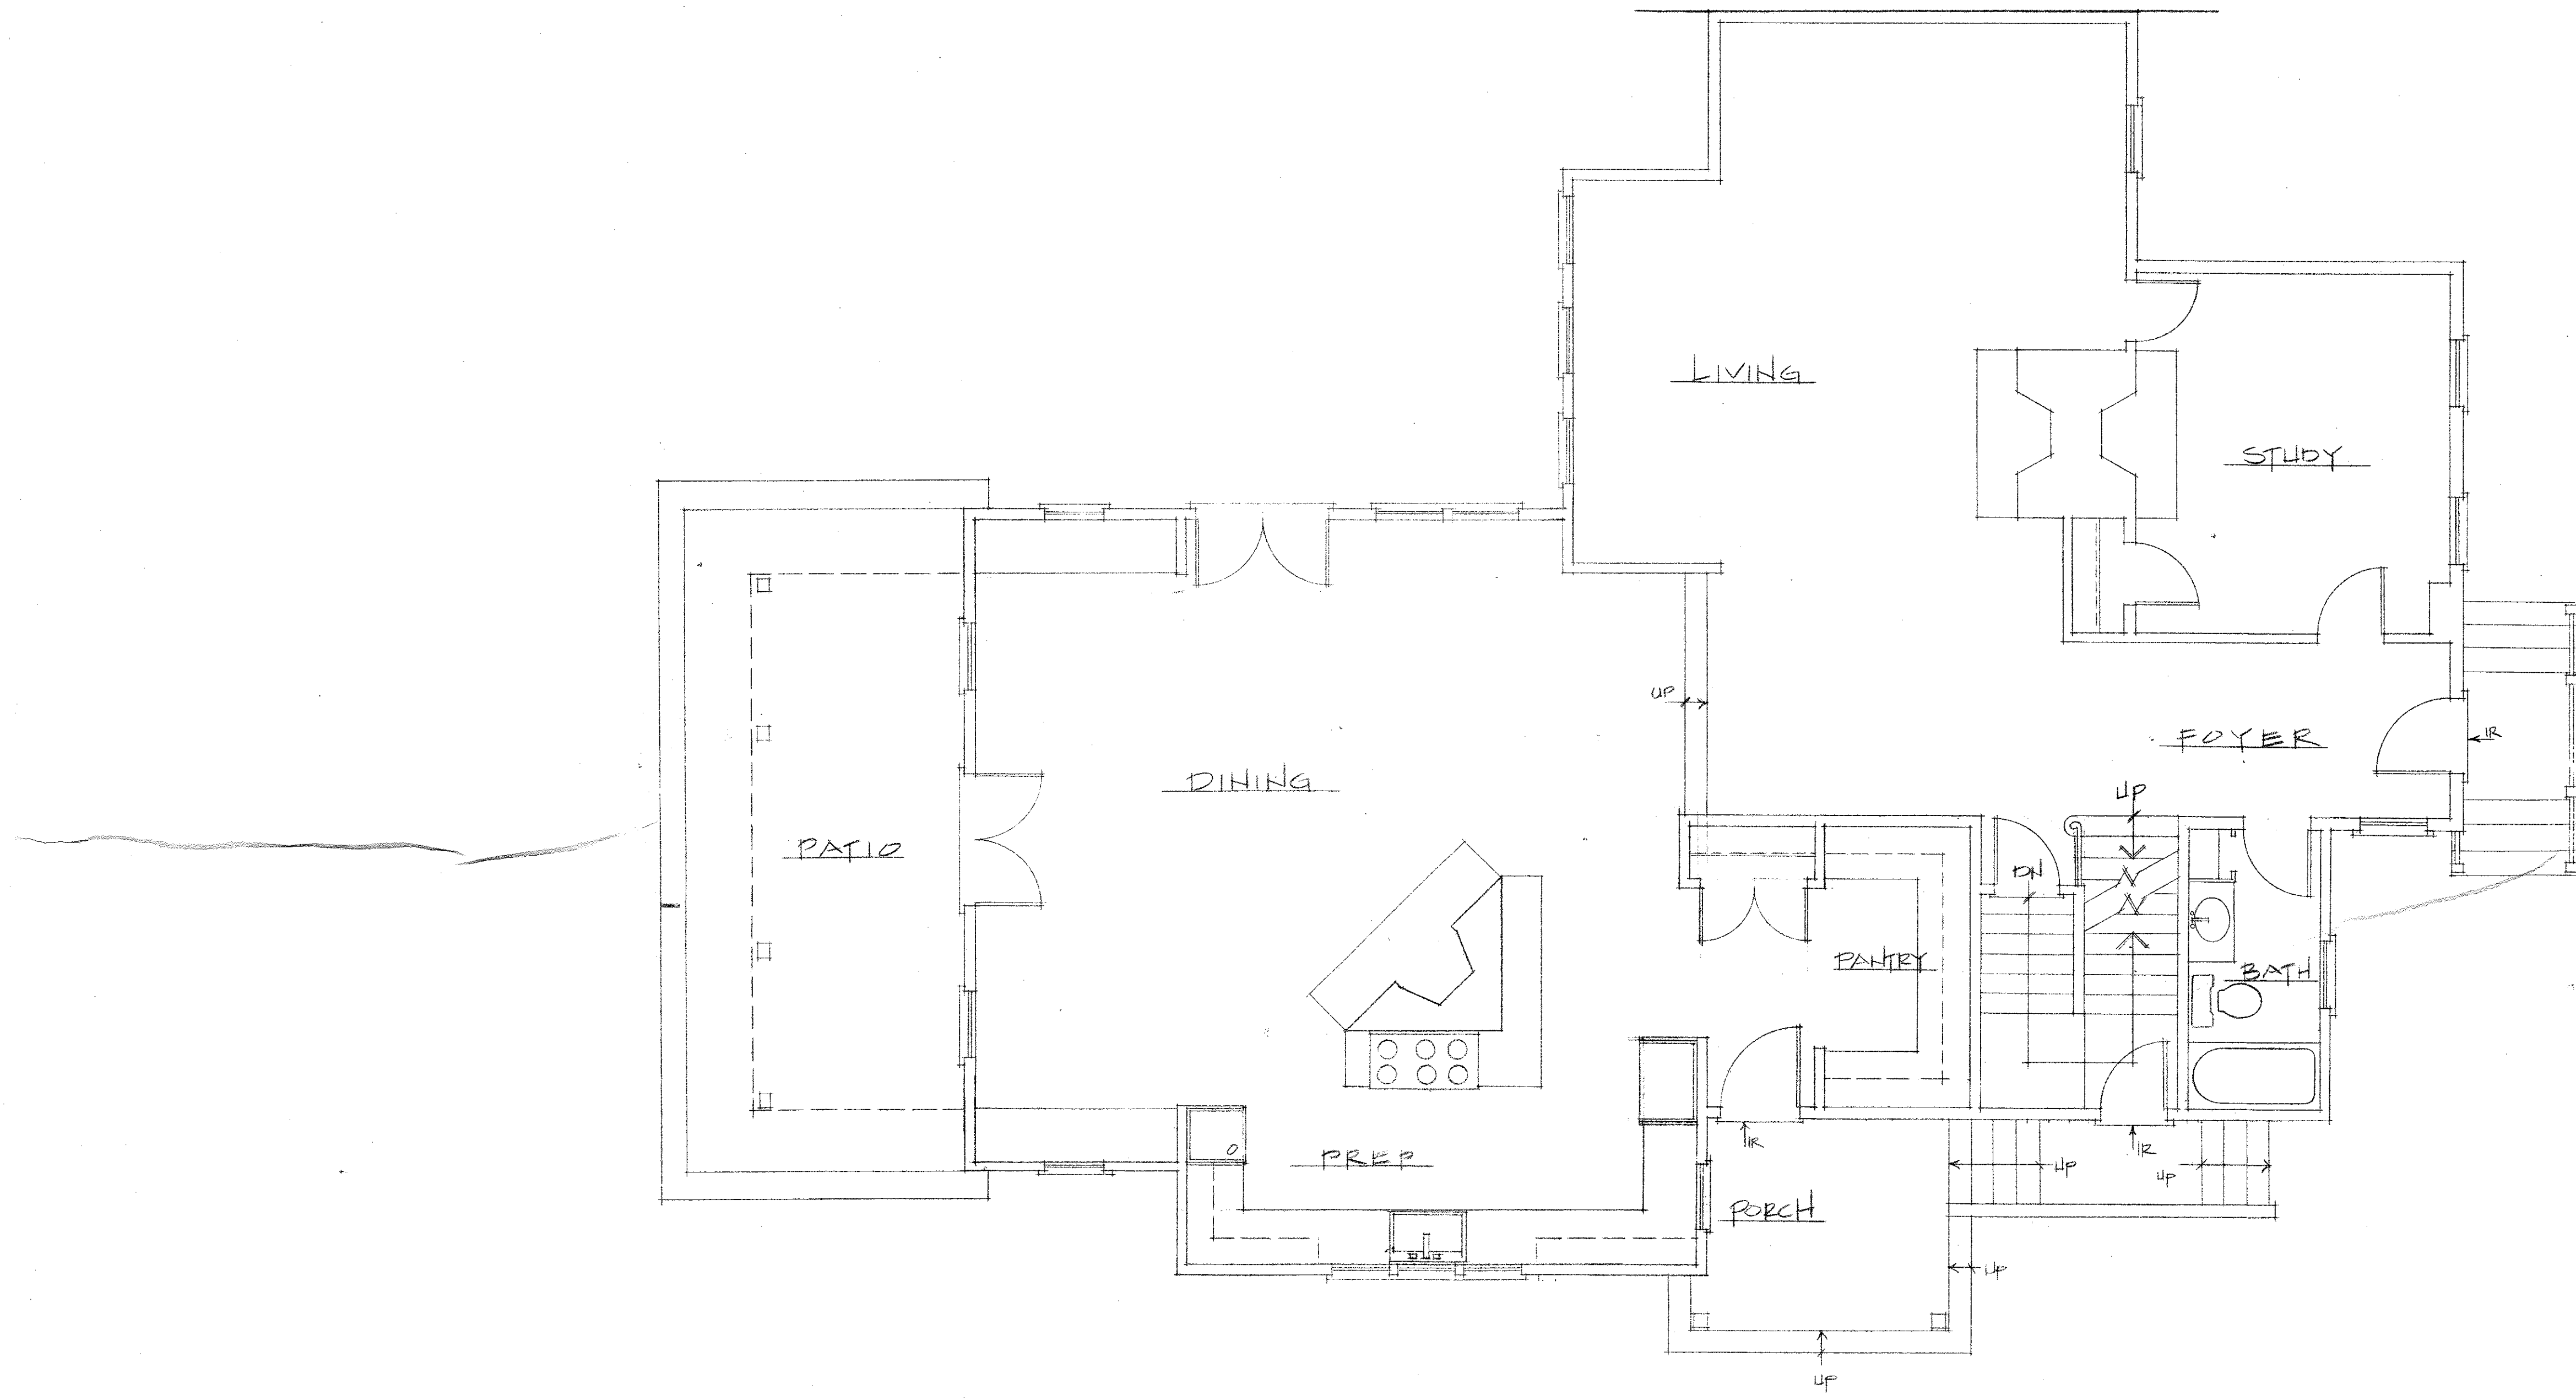 LIVING
STUDY
UP
FOYER
1R
DINING
UP
PATIO
DN
PANTRY
BATH
PREP
1R
1R
UP
UP
PORCH
UP
UP